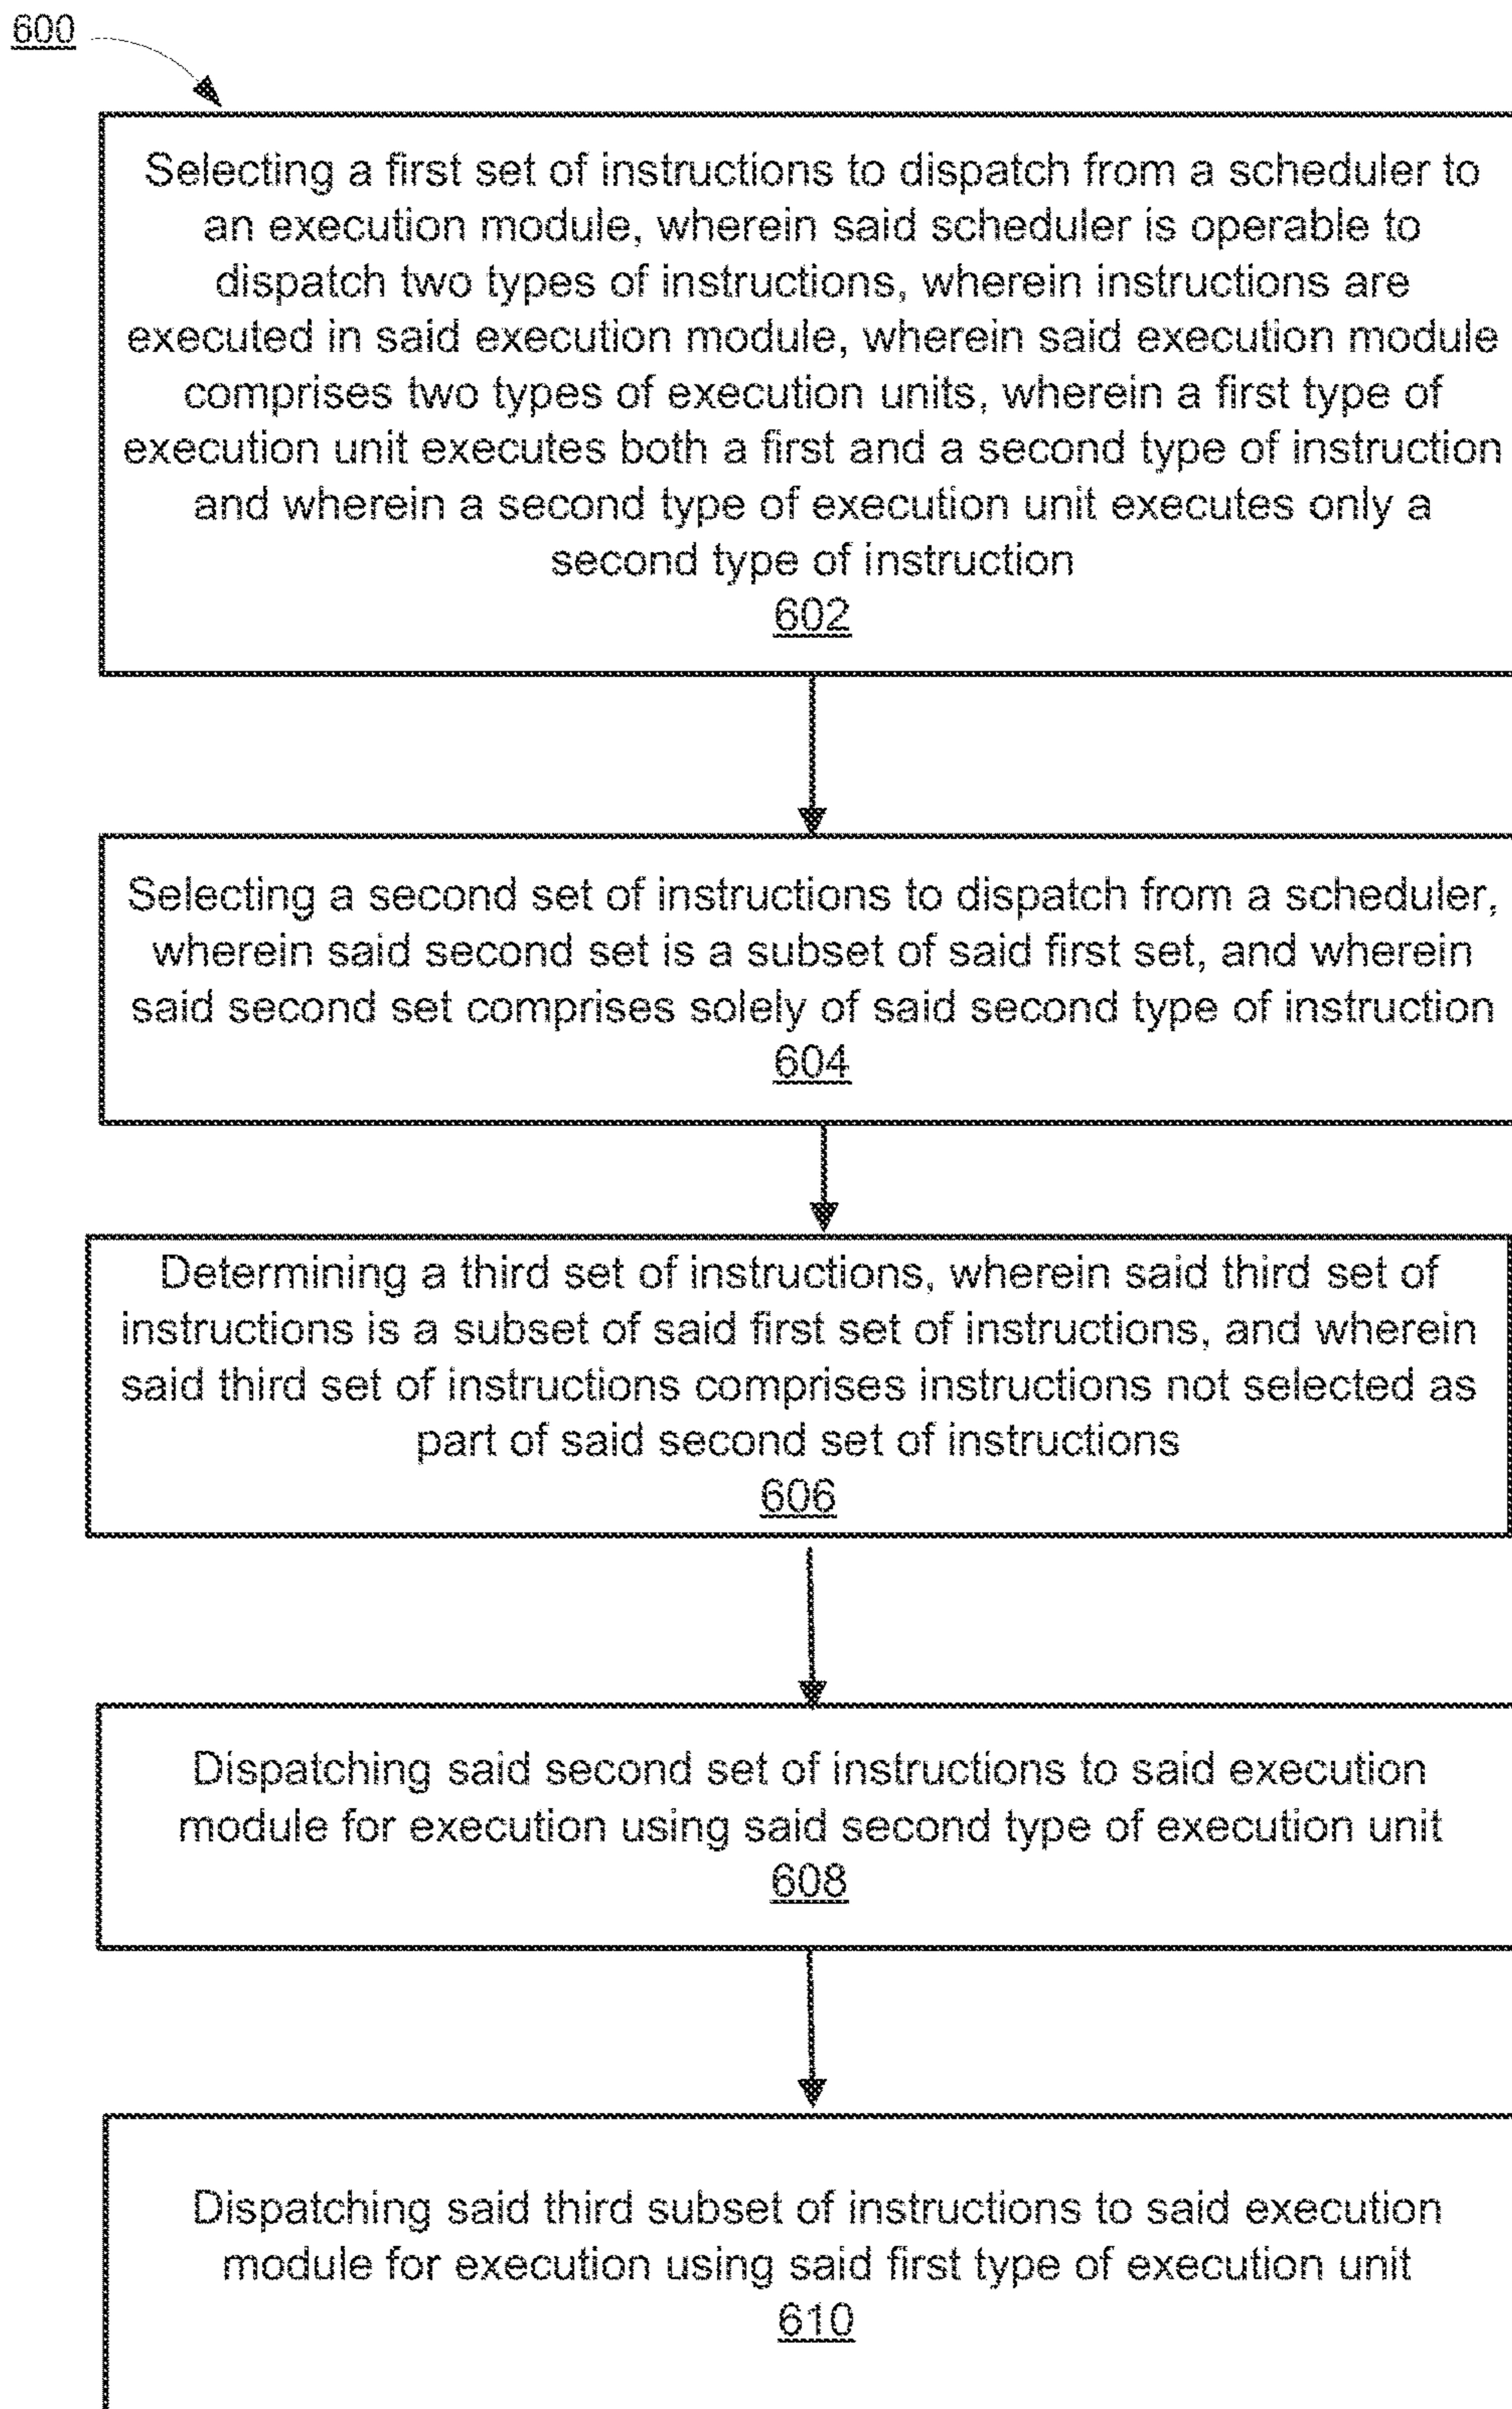 600
Selecting a first set of instructions to dispatch from a scheduler to
an execution module, wherein said scheduler is operable to
dispatch two types of instructions, wherein instructions are
executed in said execution module, wherein said execution module
comprises two types of execution units, wherein a first type of
execution unit executes both a first and a second type of instruction
and wherein a second type of execution unit executes only a
second type of instruction
602
Selecting a second set of instructions to dispatch from a scheduler,
wherein said second set is a subset of said first set, and wherein
said second set comprises solely of said second type of instruction
604
Determining a third set of instructions, wherein said third set of
instructions is a subset of said first set of instructions, and wherein
said third set of instructions comprises instructions not selected as
part of said second set of instructions
606
Dispatching said second set of instructions to said execution
module for execution using said second type of execution unit
608
Dispatching said third subset of instructions to said execution
module for execution using said first type of execution unit
610